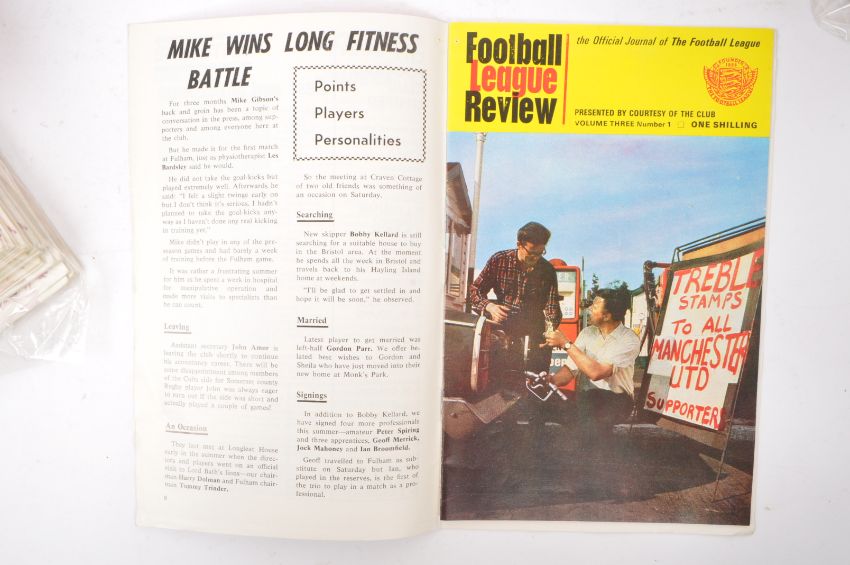 MIKE WINS LONG FITNESS
BATTLE
For three months Mike Gibson's
back and groin has been a topic of
conversation in the press, among sup-
porters and among everyone here at
the club.
But he made is for the first match
at Fulham, just as physiotherapist Les
Bardsley said he would.
He did not take the goal-kicks but
played extremely well. Afterwards, he
said: "I felt a slight twinge early on
but I don't think it's serious. I hadn't
planned to take the goal-kicks any-
way as I haven't done any real kicking
in training yet."
Mike didn't play in any of the pre-
season games and had barely a week
of training before the Fulham game.
It was rather a frustrating summer
for him as he spent a week in hospital
for manipulative operation and
made more visits to specialists than
he can count.
Leaving
Assistant secretary John Amor is
leaving the club shortly to continue
his accountancy career. There will be
some disappointment among members
of the Colts side for Somerset county
Rugby player John was always eager
to turn out if the side was short and
actually played a couple of games!
An Occasion
They last met at Longleat House
early in the summer when the direc-
tors and players went on an official
visit to Lord Bath's lions—our chair-
man Harry Dolman and Fulham chair-
man Tommy Trinder.
8
Points
Players
Personalities
So the meeting at Craven Cottage
of two old friends was something of
an occasion on Saturday.
Searching
New skipper Bobby Kellard is still
searching for a suitable house to buy
in the Bristol area. At the moment
he spends all the week in Bristol and
travels back to his Hayling Island
home at weekends.
"I'll be glad to get settled in and
hope it will be soon," he observed.
Married
Latest player to get married was
left-half Gordon Parr. We offer be-
lated best wishes to Gordon and
Sheila who have just moved into their
new home at Monk's Park.
Signings
In addition to Bobby Kellard, we
have signed four more professionals
this summer—amateur Peter Spiring
and three apprentices, Geoff Merrick,
Jock Mahoney and Ian Broomfield.
Geoff travelled to Fulham as sub-
stitute on Saturday but Ian, who
played in the reserves, is the first of
the trio to play in a match as a pro-
fessional.
Football
League
Review
the Official Journal of The Football League
FOUNDED
1888
THE FOOTBALL LEAGUE
PRESENTED BY COURTESY OF THE CLUB
VOLUME THREE Number 1 □ ONE SHILLING
TREBLE
STAMPS
TO ALL
MANCHESTER
UTD
SUPPORTERS